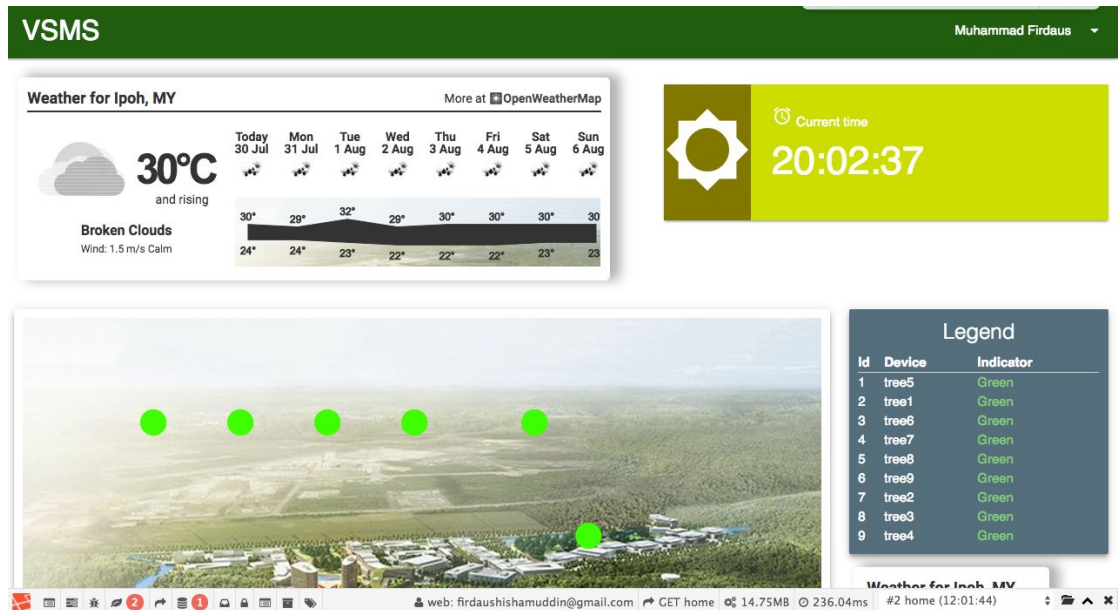 VSMS
Muhammad Firdaus
Weather for Ipoh, MY
More at OpenWeatherMap
30°C
and rising
Broken Clouds
Wind: 1.5 m/s Calm
Today Mon Tue Wed Thu Fri Sat Sun
30 Jul 31 Jul 1 Aug 2 Aug 3 Aug 4 Aug 5 Aug 6 Aug
30° 29° 32° 29° 30° 30° 30° 30
24° 24° 23° 22° 22° 22° 23° 23
Current time
20:02:37
Legend
Id Device Indicator
1 tree5 Green
2 tree1 Green
3 tree6 Green
4 tree7 Green
5 tree8 Green
6 tree9 Green
7 tree2 Green
8 tree3 Green
9 tree4 Green
Weather for Ipoh, MY
2 1 web: firdaushishamuddin@gmail.com GET home 14.75MB 236.04ms #2 home (12:01:44)